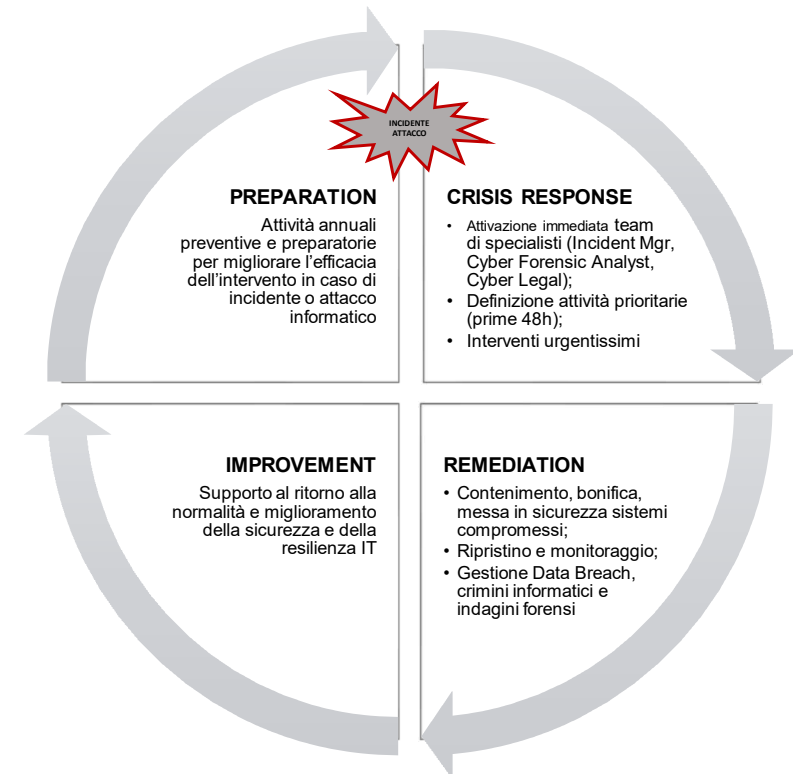 INCIDENTE
ATTACCO
PREPARATION
Attività annuali
preventive e preparatorie
per migliorare l'efficacia
dell'intervento in caso di
incidente o attacco
informatico
CRISIS RESPONSE
• Attivazione immediata team
di specialisti (Incident Mgr,
Cyber Forensic Analyst,
Cyber Legal);
• Definizione attività prioritarie
(prime 48h);
• Interventi urgentissimi
IMPROVEMENT
Supporto al ritorno alla
normalità e miglioramento
della sicurezza e della
resilienza IT
REMEDIATION
• Contenimento, bonifica,
messa in sicurezza sistemi
compromessi;
• Ripristino e monitoraggio;
• Gestione Data Breach,
crimini informatici e
indagini forensi